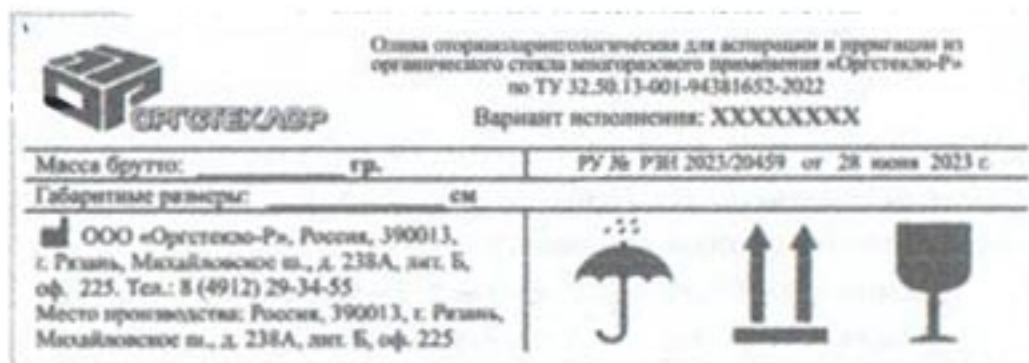 ОРГСТЕКЛОР
Олива оториноларингологическая для аспирации и ирригации из
органического стекла многоразового применения «Оргстекло-Р»
по ТУ 32.50.13-001-94381652-2022
Вариант исполнения: XXXXXXXX
Масса брутто: ____________ гр.
РУ № РЗН 2023/20459 от 28 июня 2023 г.
Габаритные размеры: ________________ см
ООО «Оргстекло-Р», Россия, 390013,
г. Рязань, Михайловское ш., д. 238А, лит. Б,
оф. 225. Тел.: 8 (4912) 29-34-55
Место производства: Россия, 390013, г. Рязань,
Михайловское ш., д. 238А, лит. Б, оф. 225